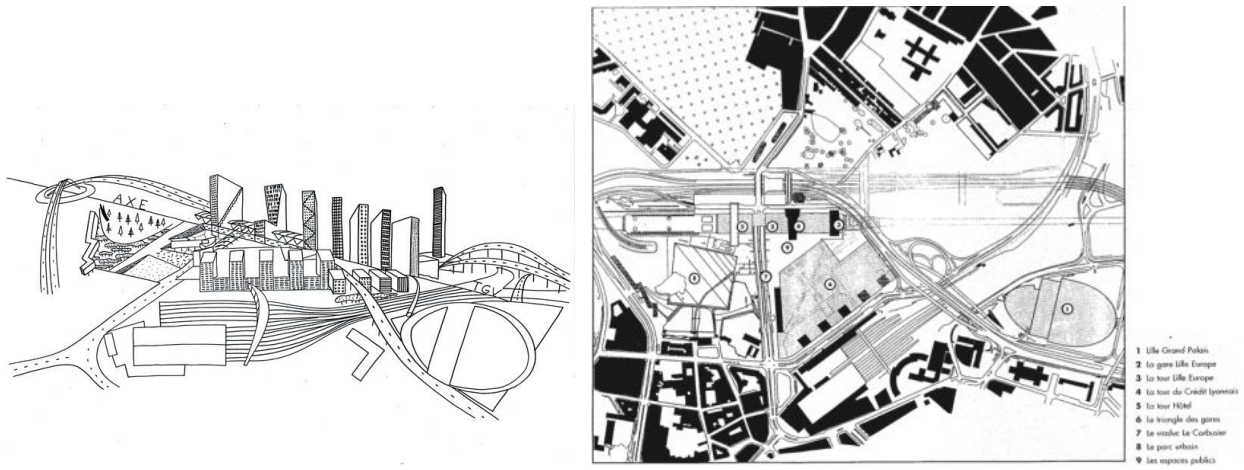 AXE
TGV
1 Lille Grand Palais
2 La gare Lille Europe
3 La tour Lille Europe
4 La tour du Crédit Lyonnais
5 La tour Hôtel
6 Le triangle des gares
7 Le viaduc Le Corbusier
8 Le parc urbain
9 Les espaces publics